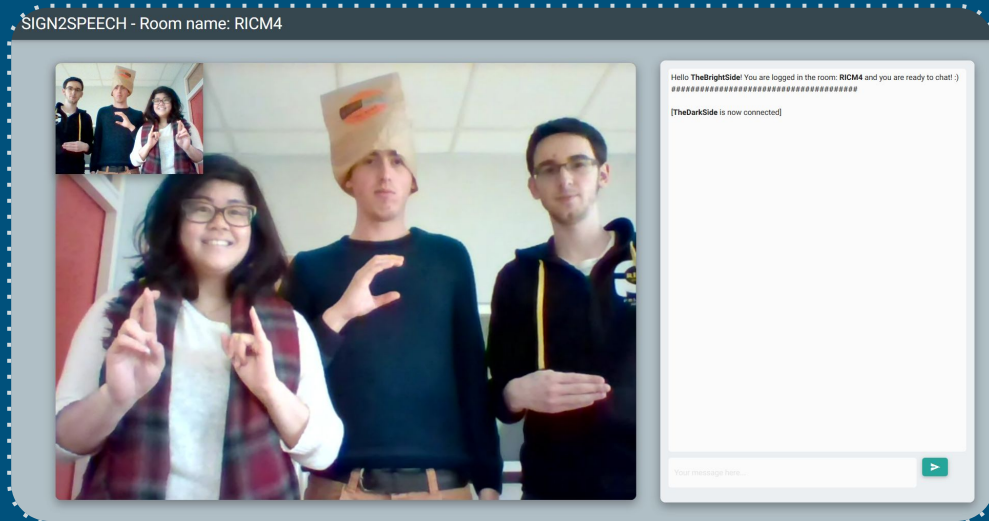 SIGN2SPEECH - Room name: RICM4
Hello TheBrightSide! You are logged in the room: RICM4 and you are ready to chat! :)
#######################################
[TheDarkSide is now connected]
Your message here...